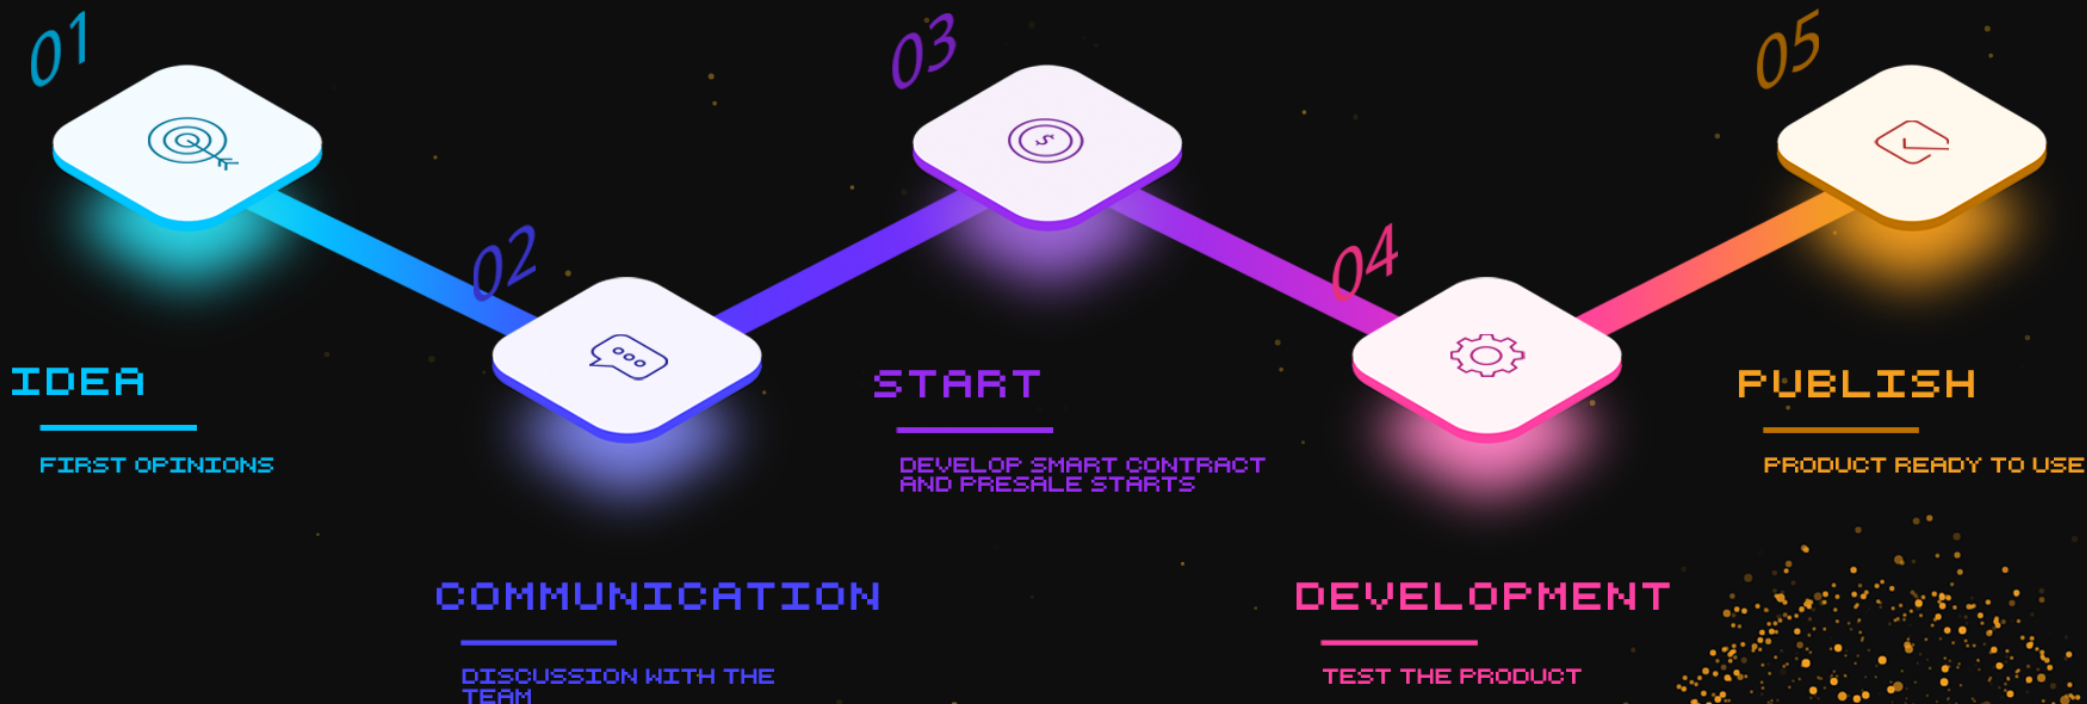 01
IDEA
FIRST OPINIONS
02
COMMUNICATION
DISCUSSION WITH THE
TEAM
03
$
START
DEVELOP SMART CONTRACT
AND PRESALE STARTS
04
DEVELOPMENT
TEST THE PRODUCT
05
PUBLISH
PRODUCT READY TO USE